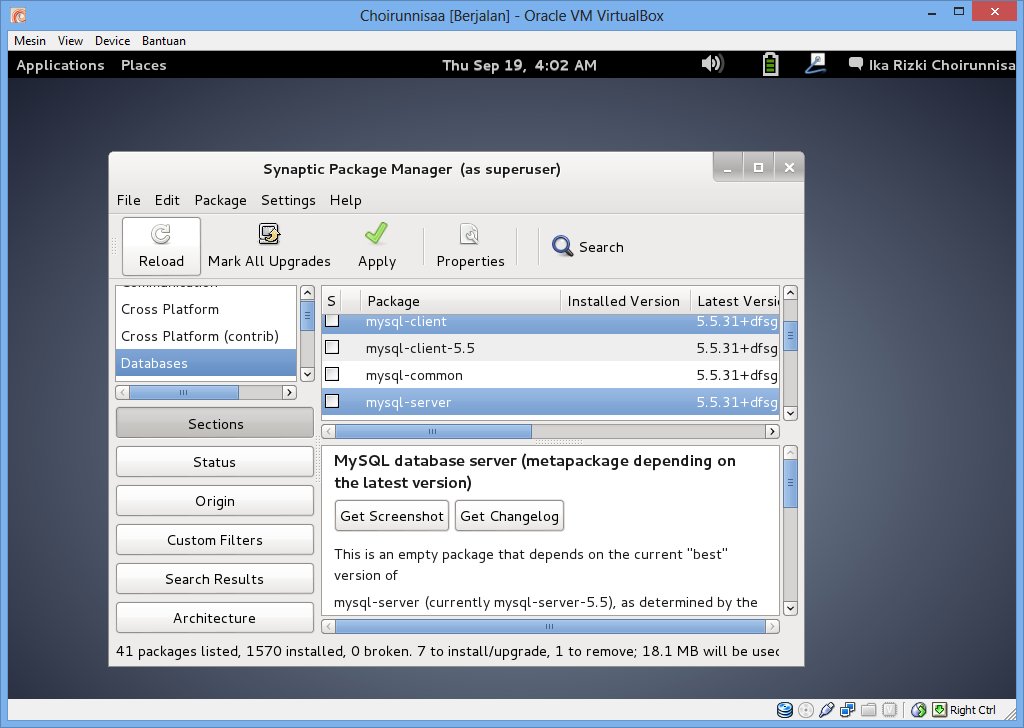 Choirunnisaa [Berjalan] - Oracle VM VirtualBox
Mesin View Device Bantuan
Applications Places Thu Sep 19, 4:02 AM Ika Rizki Choirunnisa
Synaptic Package Manager (as superuser)
File Edit Package Settings Help
Reload Mark All Upgrades Apply Properties Search
Communication
Cross Platform
Cross Platform (contrib)
Databases
S Package Installed Version Latest Versi
mysql-client 5.5.31+dfsg
mysql-client-5.5 5.5.31+dfsg
mysql-common 5.5.31+dfsg
mysql-server 5.5.31+dfsg
Sections
Status
Origin
Custom Filters
Search Results
Architecture
MySQL database server (metapackage depending on
the latest version)
Get Screenshot Get Changelog
This is an empty package that depends on the current "best"
version of
mysql-server (currently mysql-server-5.5), as determined by the
41 packages listed, 1570 installed, 0 broken. 7 to install/upgrade, 1 to remove; 18.1 MB will be used
Right Ctrl